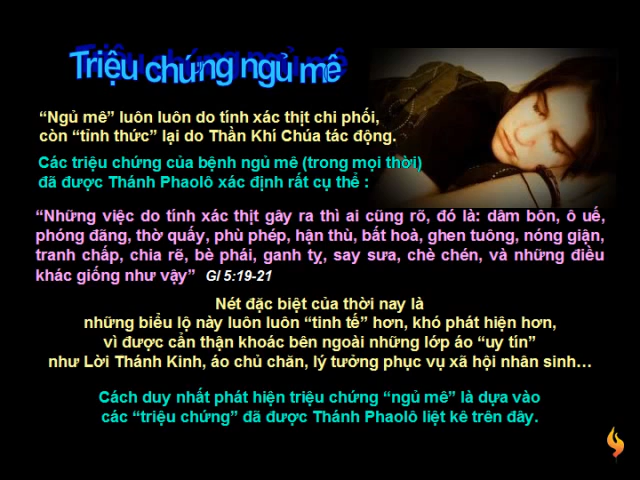 Triệu chứng ngủ mê
“Ngủ mê” luôn luôn do tính xác thịt chi phối,
còn “tỉnh thức” lại do Thần Khí Chúa tác động.
Các triệu chứng của bệnh ngủ mê (trong mọi thời)
đã được Thánh Phaolô xác định rất cụ thể :
“Những việc do tính xác thịt gây ra thì ai cũng rõ, đó là: dâm bôn, ô uế,
phóng đãng, thờ quấy, phù phép, hận thù, bất hoà, ghen tuông, nóng giận,
tranh chấp, chia rẽ, bè phái, ganh tỵ, say sưa, chè chén, và những điều
khác giống như vậy” Gl 5:19-21
Nét đặc biệt của thời nay là
những biểu lộ này luôn luôn “tinh tế” hơn, khó phát hiện hơn,
vì được cẩn thận khoác bên ngoài những lớp áo “uy tín”
như Lời Thánh Kinh, áo chủ chăn, lý tưởng phục vụ xã hội nhân sinh…
Cách duy nhất phát hiện triệu chứng “ngủ mê” là dựa vào
các “triệu chứng” đã được Thánh Phaolô liệt kê trên đây.